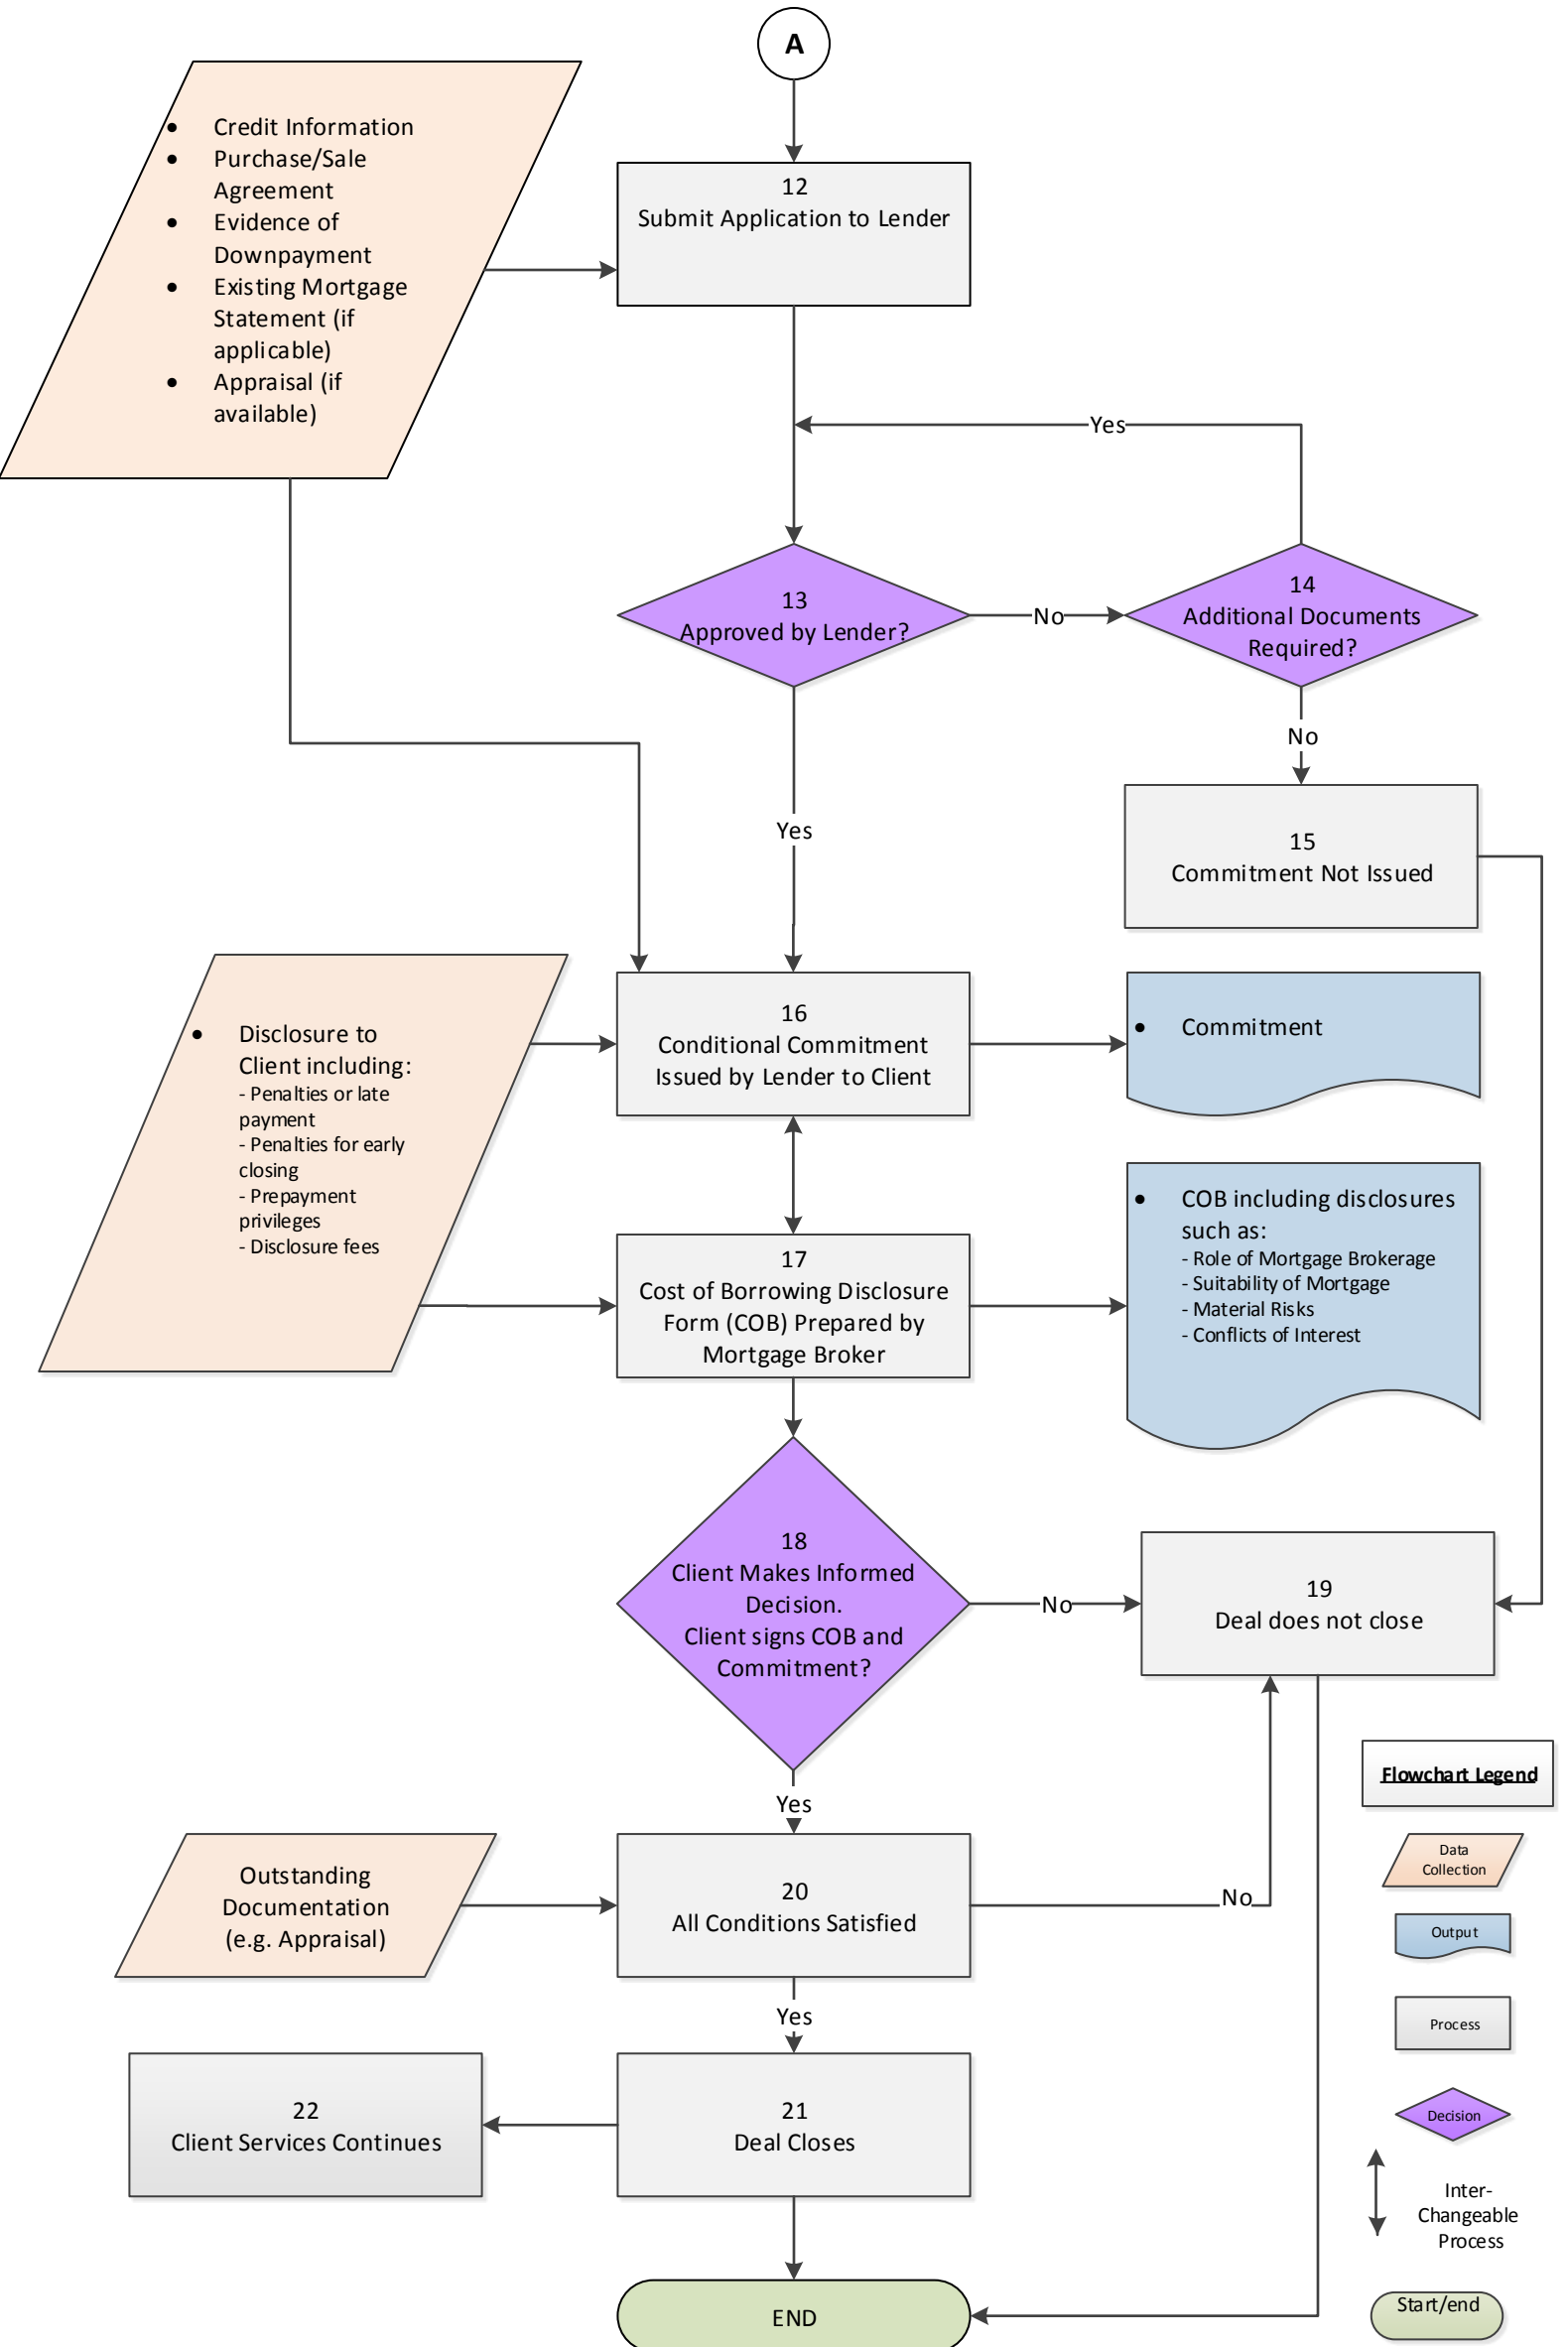 A
• Credit Information
• Purchase/Sale
Agreement
• Evidence of
Downpayment
• Existing Mortgage
Statement (if
applicable)
• Appraisal (if
available)
12
Submit Application to Lender
Yes
13
Approved by Lender?
No
14
Additional Documents
Required?
No
Yes
15
Commitment Not Issued
• Disclosure to
Client including:
- Penalties or late
payment
- Penalties for early
closing
- Prepayment
privileges
- Disclosure fees
16
Conditional Commitment
Issued by Lender to Client
• Commitment
17
Cost of Borrowing Disclosure
Form (COB) Prepared by
Mortgage Broker
• COB including disclosures
such as:
- Role of Mortgage Brokerage
- Suitability of Mortgage
- Material Risks
- Conflicts of Interest
18
Client Makes Informed
Decision.
Client signs COB and
Commitment?
No
19
Deal does not close
Yes
Outstanding
Documentation
(e.g. Appraisal)
20
All Conditions Satisfied
No
Yes
22
Client Services Continues
21
Deal Closes
END
Flowchart Legend
Data
Collection
Output
Process
Decision
Inter-
Changeable
Process
Start/end